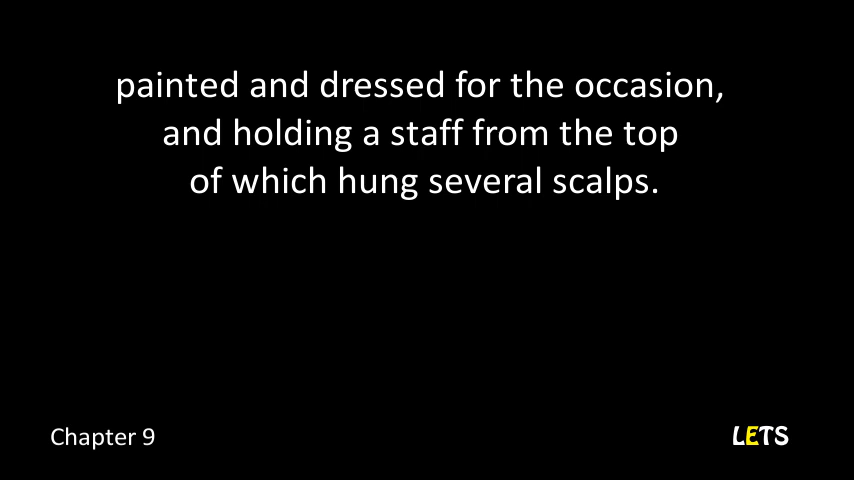 painted and dressed for the occasion,
and holding a staff from the top
of which hung several scalps.
Chapter 9
LETS